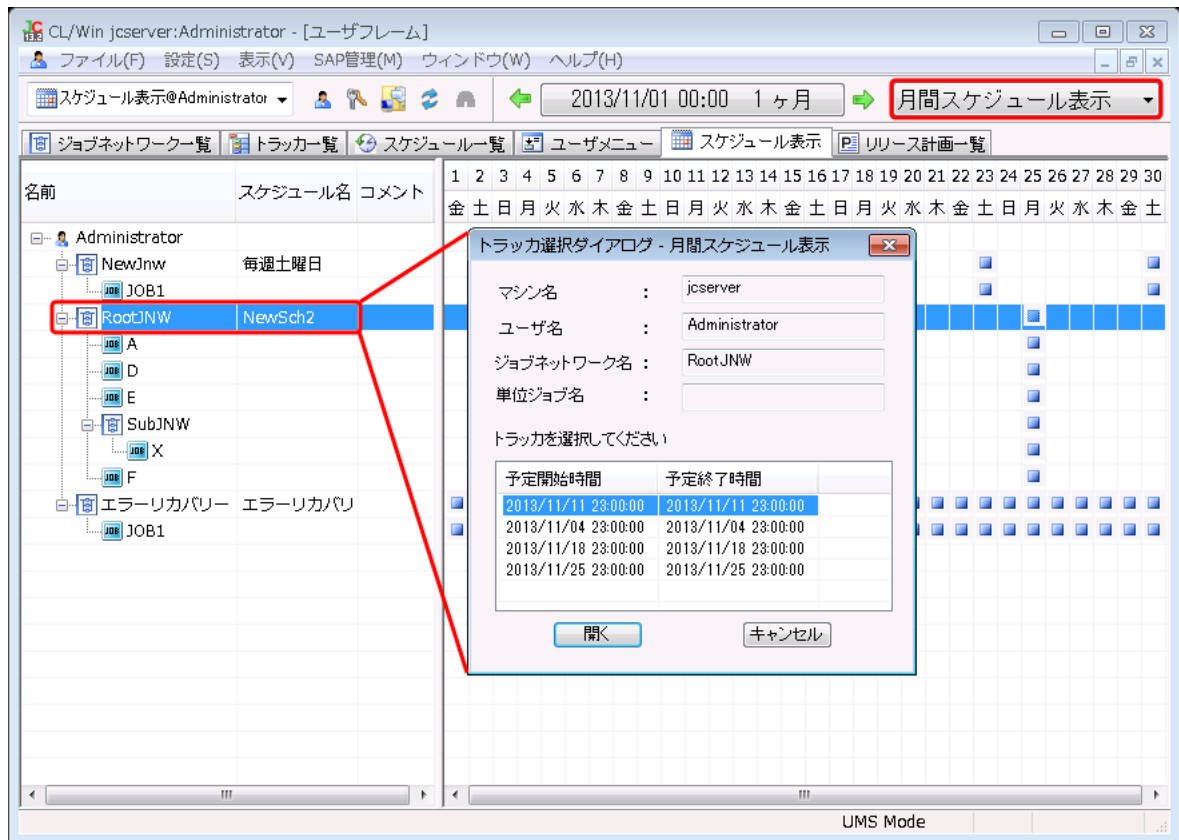 CL/Win jcserver:Administrator - [ユーザフレーム]
ファイル(F) 設定(S) 表示(V) SAP管理(M) ウィンドウ(W) ヘルプ(H)
スケジュール表示@Administrator 2013/11/01 00:00 1 ヶ月 月間スケジュール表示
ジョブネットワーク一覧 トラッカ一覧 スケジュール一覧 ユーザメニュー スケジュール表示 リリース計画一覧
名前 スケジュール名 コメント
1 2 3 4 5 6 7 8 9 10 11 12 13 14 15 16 17 18 19 20 21 22 23 24 25 26 27 28 29 30
金 土 日 月 火 水 木 金 土 日 月 火 水 木 金 土 日 月 火 水 木 金 土 日 月 火 水 木 金 土
Administrator
NewJnw 毎週土曜日
JOB JOB1
RootJNW NewSch2
JOB A
JOB D
JOB E
SubJNW
JOB X
JOB F
エラーリカバリー エラーリカバリ
JOB JOB1
トラッカ選択ダイアログ - 月間スケジュール表示
マシン名 : jcserver
ユーザ名 : Administrator
ジョブネットワーク名 : RootJNW
単位ジョブ名 :
トラッカを選択してください
予定開始時間 予定終了時間
2013/11/11 23:00:00 2013/11/11 23:00:00
2013/11/04 23:00:00 2013/11/04 23:00:00
2013/11/18 23:00:00 2013/11/18 23:00:00
2013/11/25 23:00:00 2013/11/25 23:00:00
開く キャンセル
UMS Mode